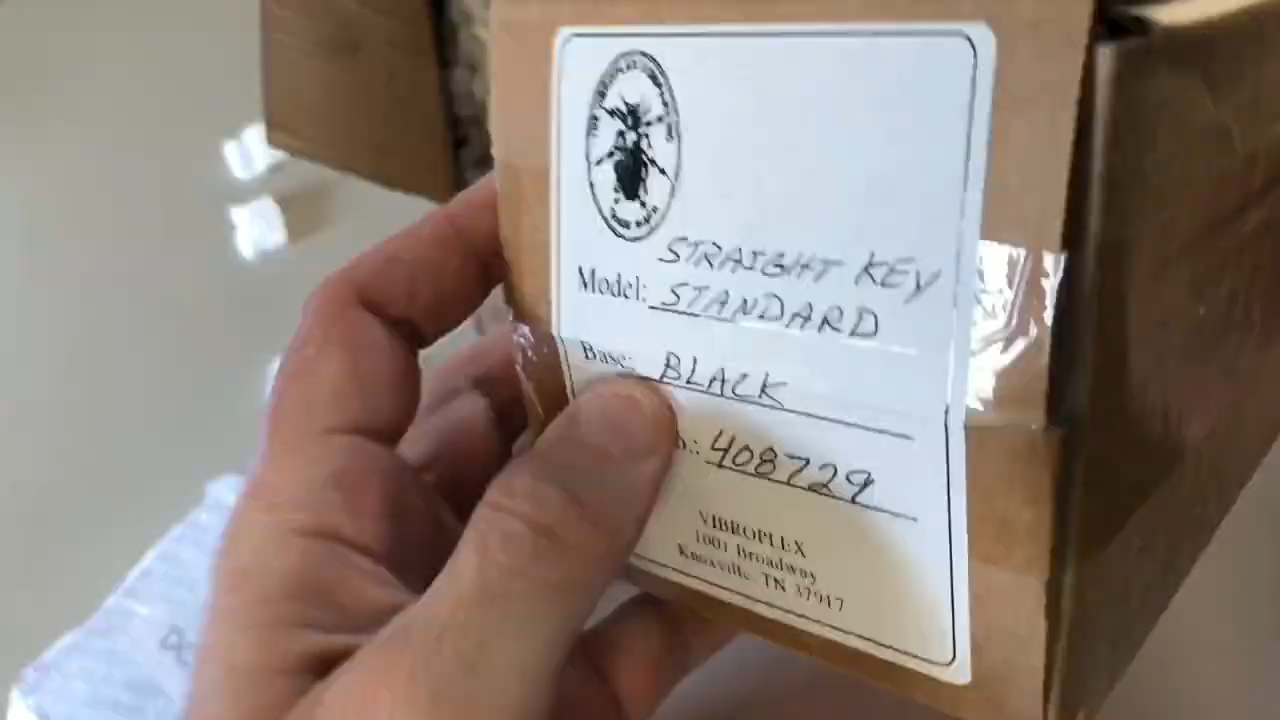 STRAIGHT KEY
Model: STANDARD
Base: BLACK
408729
VIBROPLEX
1001 Broadway
Knoxville, TN 37917